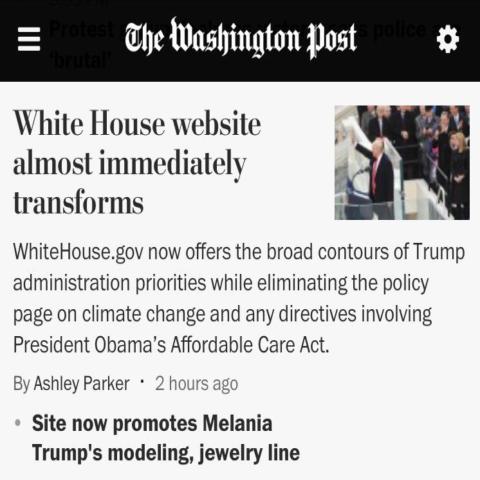 Protest
police
The Washington Post
'brutal'
White House website
almost immediately
transforms
WhiteHouse.gov now offers the broad contours of Trump
administration priorities while eliminating the policy
page on climate change and any directives involving
President Obama's Affordable Care Act.
By Ashley Parker • 2 hours ago
• Site now promotes Melania
Trump's modeling, jewelry line